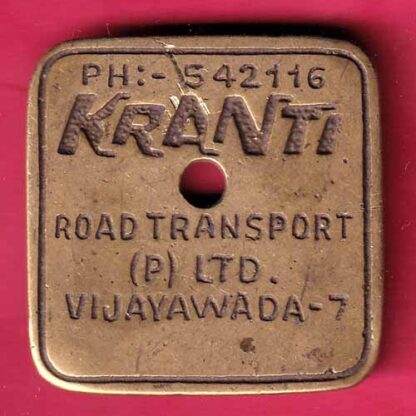 PH:- 542116
KRANTI
ROAD TRANSPORT
(P) LTD.
VIJAYAWADA-7